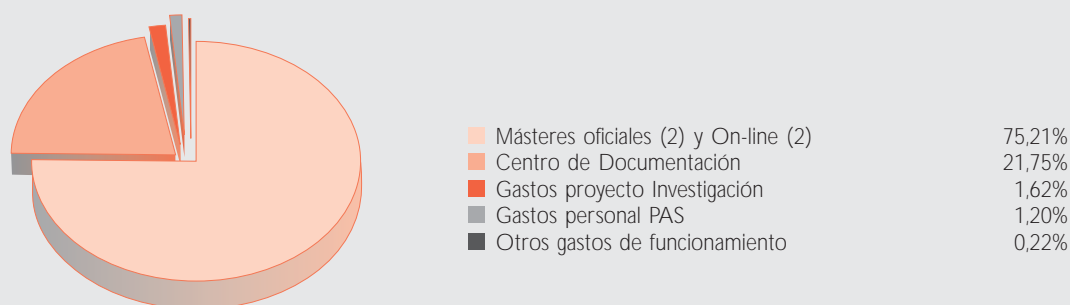 Másteres oficiales (2) y On-line (2) 75,21%
Centro de Documentación 21,75%
Gastos proyecto Investigación 1,62%
Gastos personal PAS 1,20%
Otros gastos de funcionamiento 0,22%